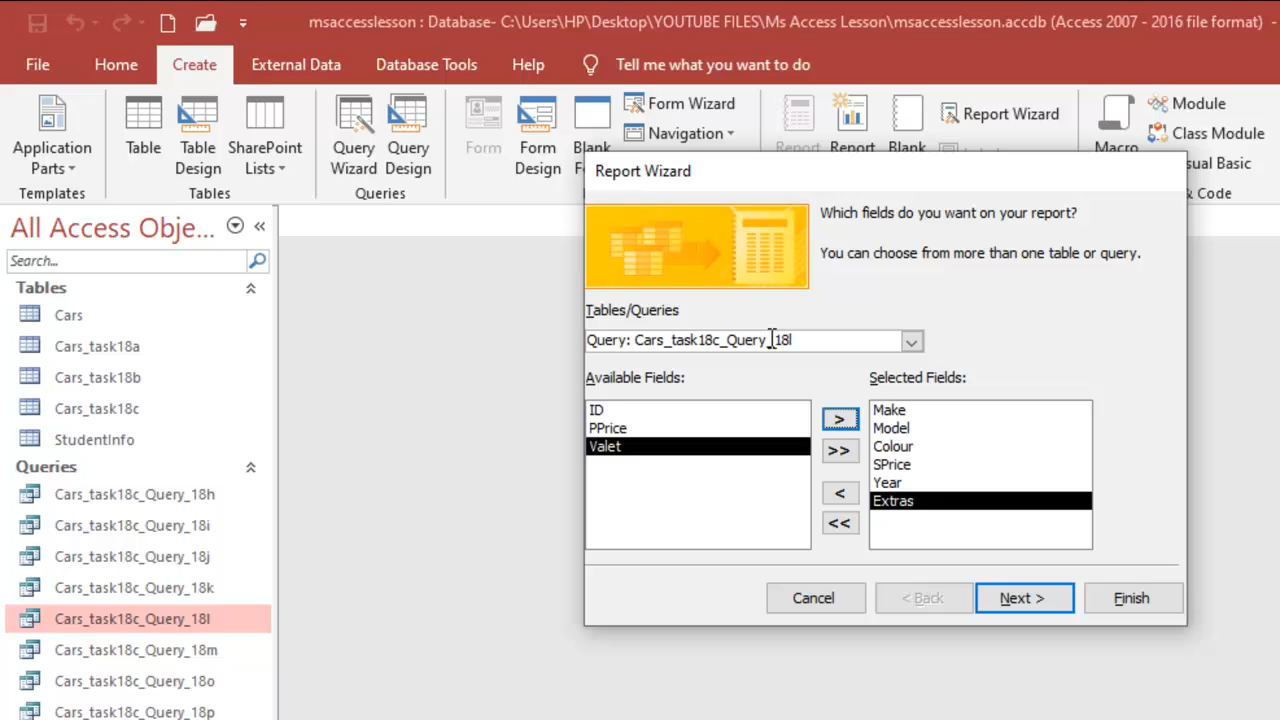 msaccesslesson : Database- C:\Users\HP\Desktop\YOUTUBE FILES\Ms Access Lesson\msaccesslesson.accdb (Access 2007 - 2016 file format) -
File Home Create External Data Database Tools Help Tell me what you want to do
Application Parts
Templates
Table
Table Design
SharePoint Lists
Tables
Query Wizard
Query Design
Queries
Form
Form Design
Blank
Form Wizard
Navigation
Report
Report
Blank
Report Wizard
Macro
Module
Class Module
sual Basic
& Code
All Access Obje...
Search...
Tables
Cars
Cars_task18a
Cars_task18b
Cars_task18c
StudentInfo
Queries
Cars_task18c_Query_18h
Cars_task18c_Query_18i
Cars_task18c_Query_18j
Cars_task18c_Query_18k
Cars_task18c_Query_18l
Cars_task18c_Query_18m
Cars_task18c_Query_18o
Cars_task18c_Query_18p
Report Wizard
Which fields do you want on your report?
You can choose from more than one table or query.
Tables/Queries
Query: Cars_task18c_Query_18l
Available Fields:
ID
PPrice
Valet
>
>>
<
<<
Selected Fields:
Make
Model
Colour
SPrice
Year
Extras
Cancel < Back Next > Finish